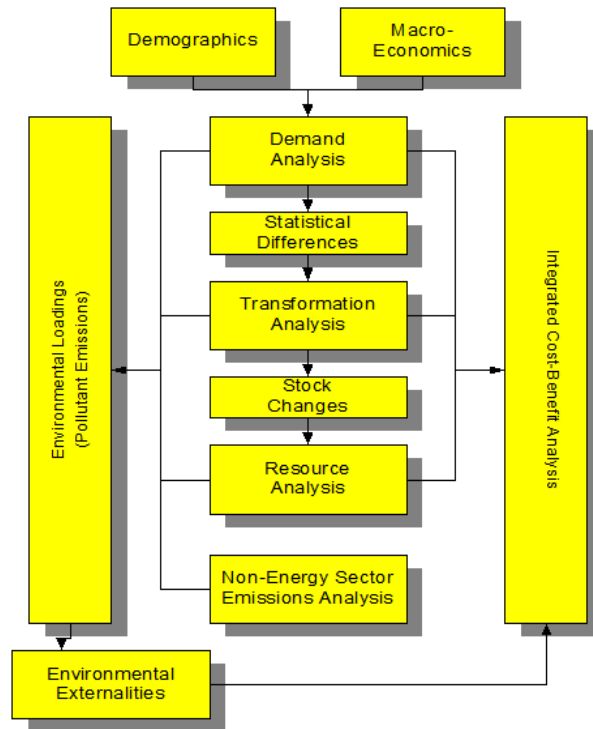 Demographics
Macro-
Economics
Demand
Analysis
Statistical
Differences
Transformation
Analysis
Stock
Changes
Resource
Analysis
Non-Energy Sector
Emissions Analysis
Environmental Loadings
(Pollutant Emissions)
Integrated Cost-Benefit Analysis
Environmental
Externalities